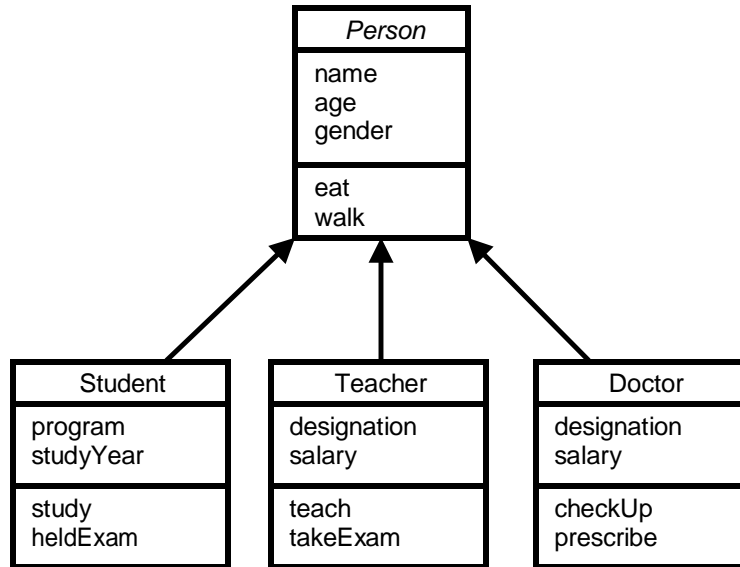 Person
name
age
gender
eat
walk
Student
program
studyYear
study
heldExam
Teacher
designation
salary
teach
takeExam
Doctor
designation
salary
checkUp
prescribe